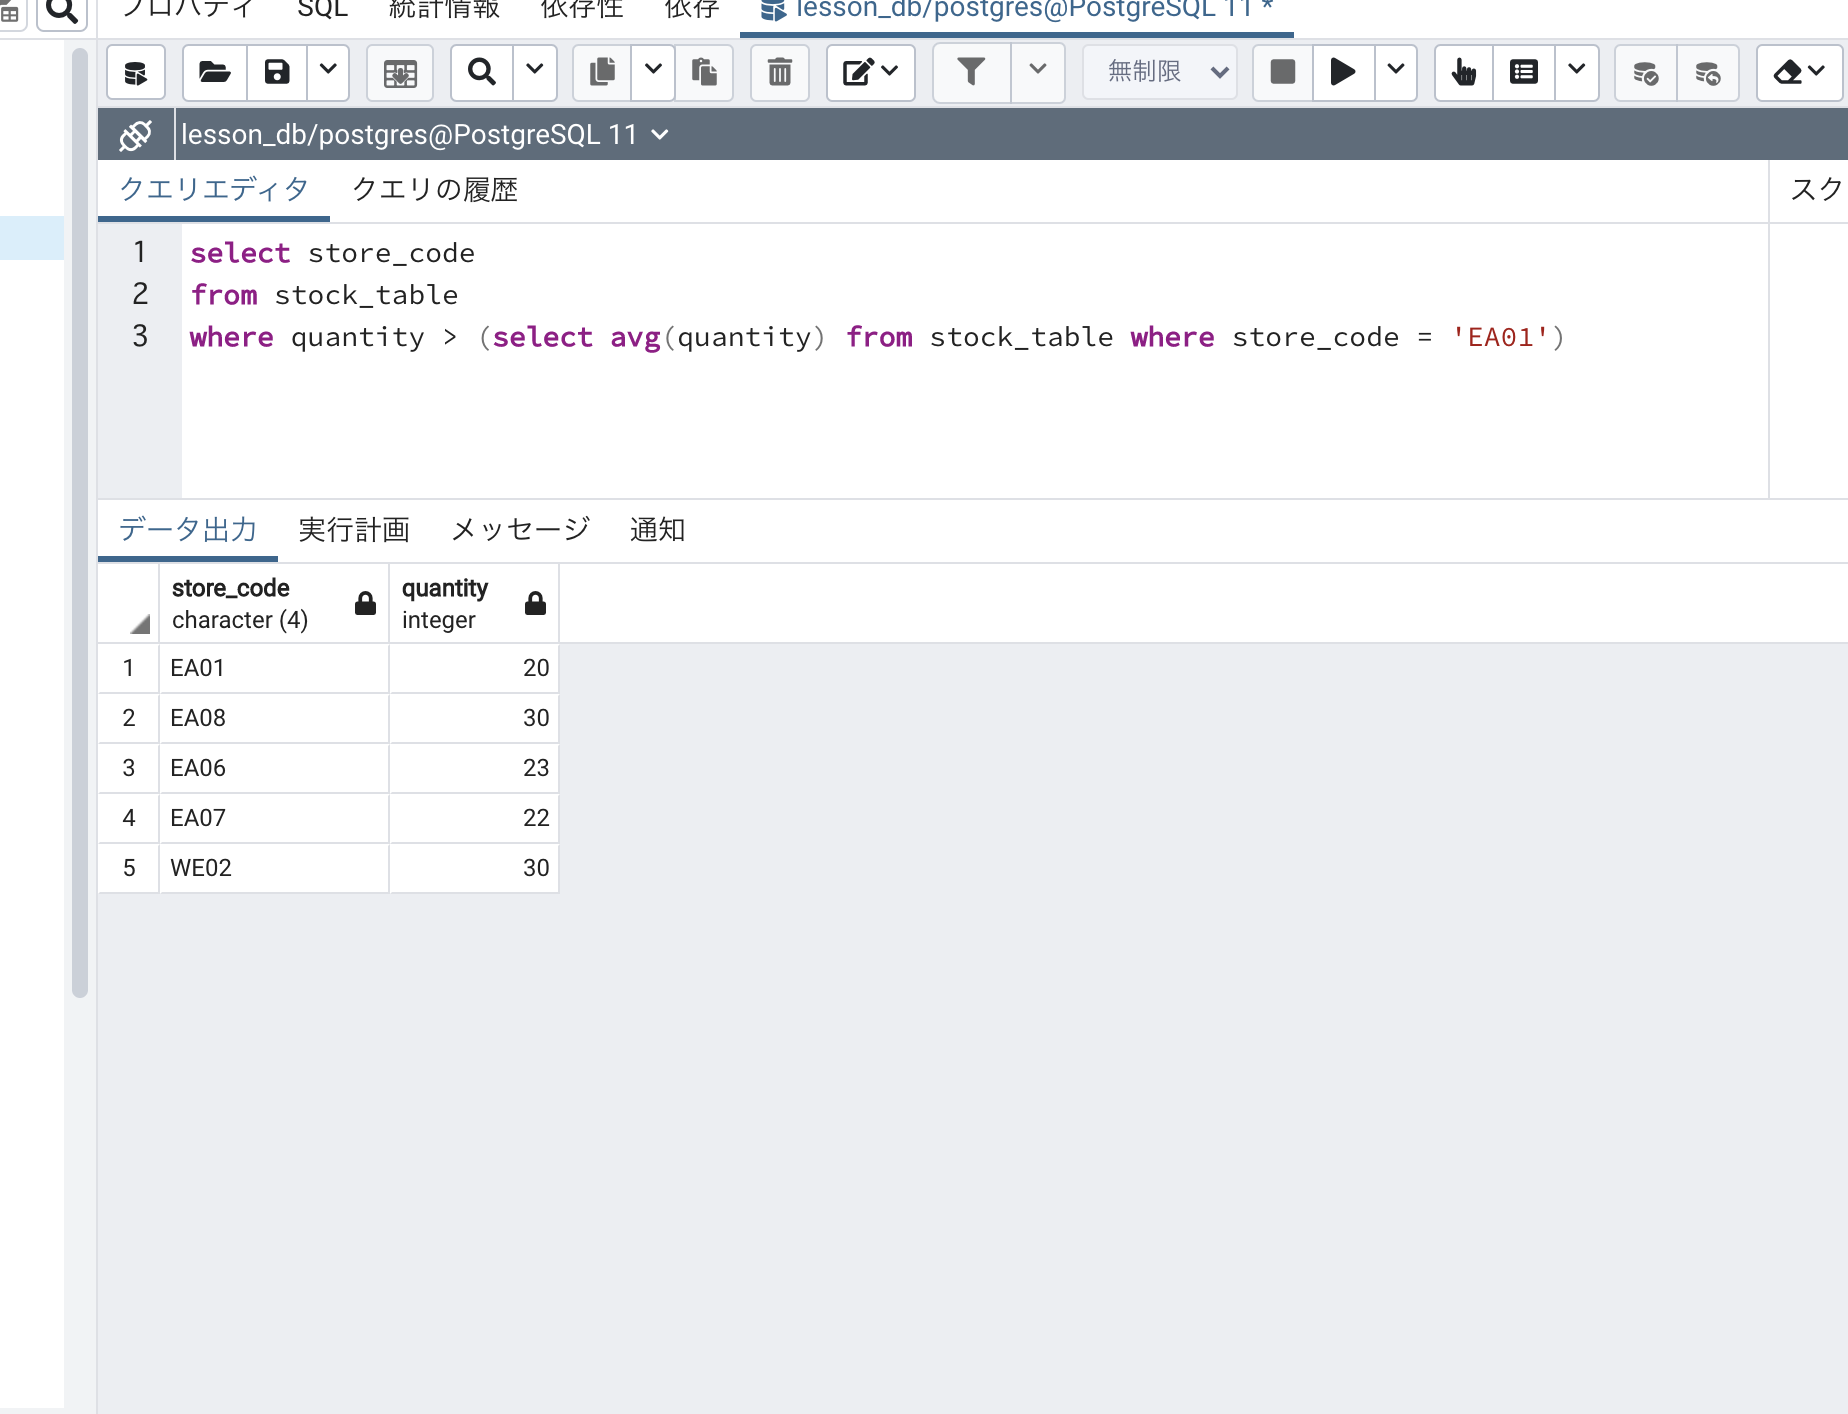 プロパティ SQL 統計情報 依存性 依存 lesson_db/postgres@PostgreSQL 11 *
無制限
lesson_db/postgres@PostgreSQL 11
クエリエディタ クエリの履歴 スク
1 select store_code
2 from stock_table
3 where quantity > (select avg(quantity) from stock_table where store_code = 'EA01')
データ出力 実行計画 メッセージ 通知
store_code quantity
character (4) integer
1 EA01 20
2 EA08 30
3 EA06 23
4 EA07 22
5 WE02 30